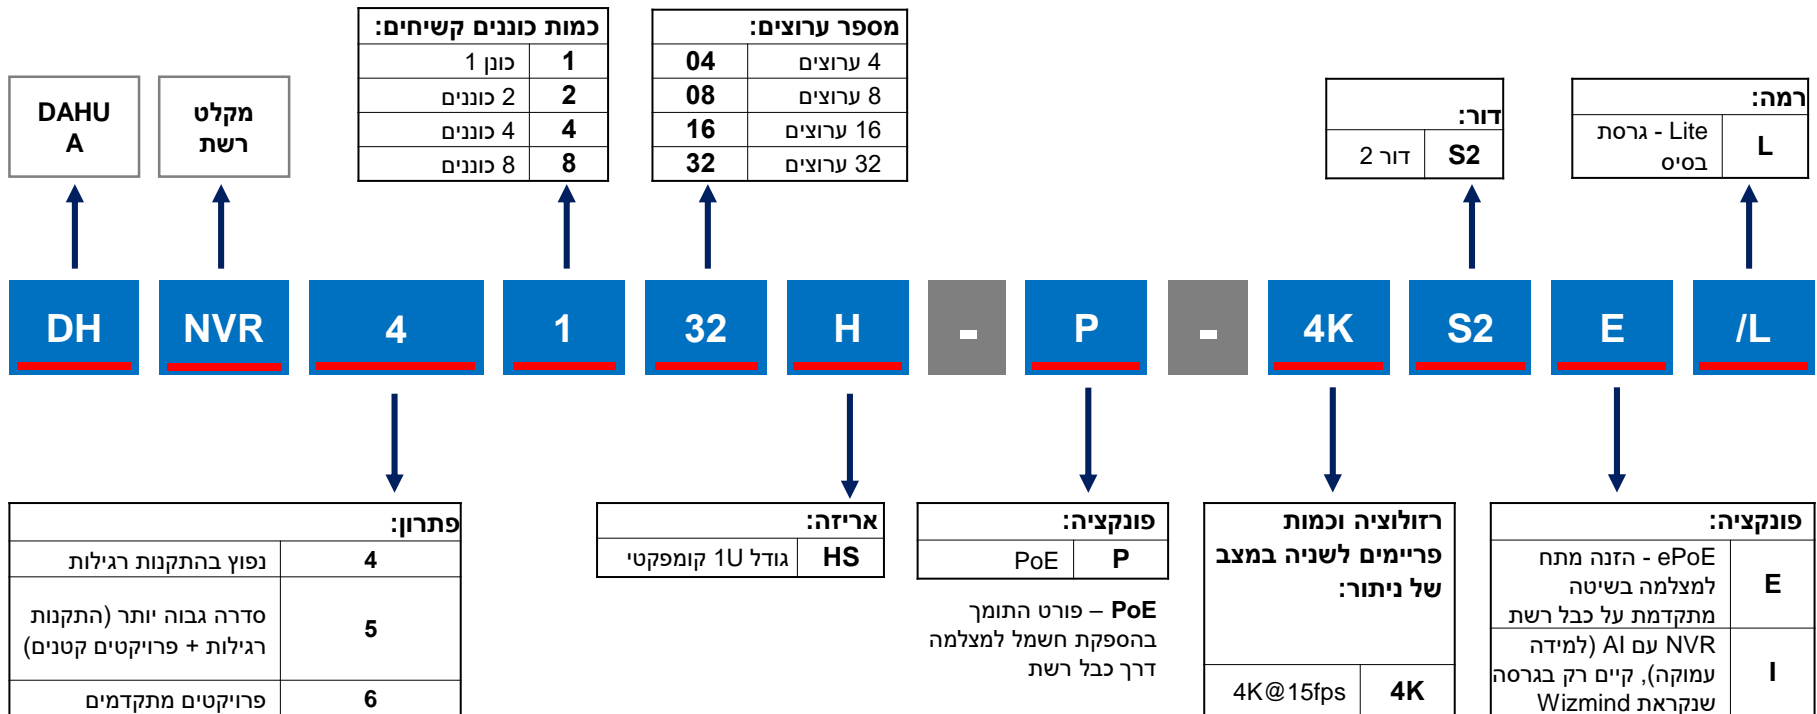 כמות כוננים קשיחים:
1 כונן 1
2 2 כוננים
4 4 כוננים
8 8 כוננים
מספר ערוצים:
4 ערוצים 04
8 ערוצים 08
16 ערוצים 16
32 ערוצים 32
DAHU
A
מקלט
רשת
דור:
S2 דור 2
רמה:
L Lite - גרסת
בסיס
DH NVR 4 1 32 H - P - 4K S2 E /L
פתרון:
4 נפוץ בהתקנות רגילות
סדרה גבוה יותר (התקנות
5
רגילות + פרויקטים קטנים)
6 פרויקטים מתקדמים
אריזה:
HS גודל 1U קומפקטי
פונקציה:
P PoE
PoE – פורט התומך
בהספקת חשמל למצלמה
דרך כבל רשת
רזולוציה וכמות
פריימים לשניה במצב
של ניתור:
4K 4K@15fps
פונקציה:
ePoE - הזנה מתח
E למצלמה בשיטה
מתקדמת על כבל רשת
NVR עם AI (למידה
I עמוקה), קיים רק בגרסה
שנקראת Wizmind